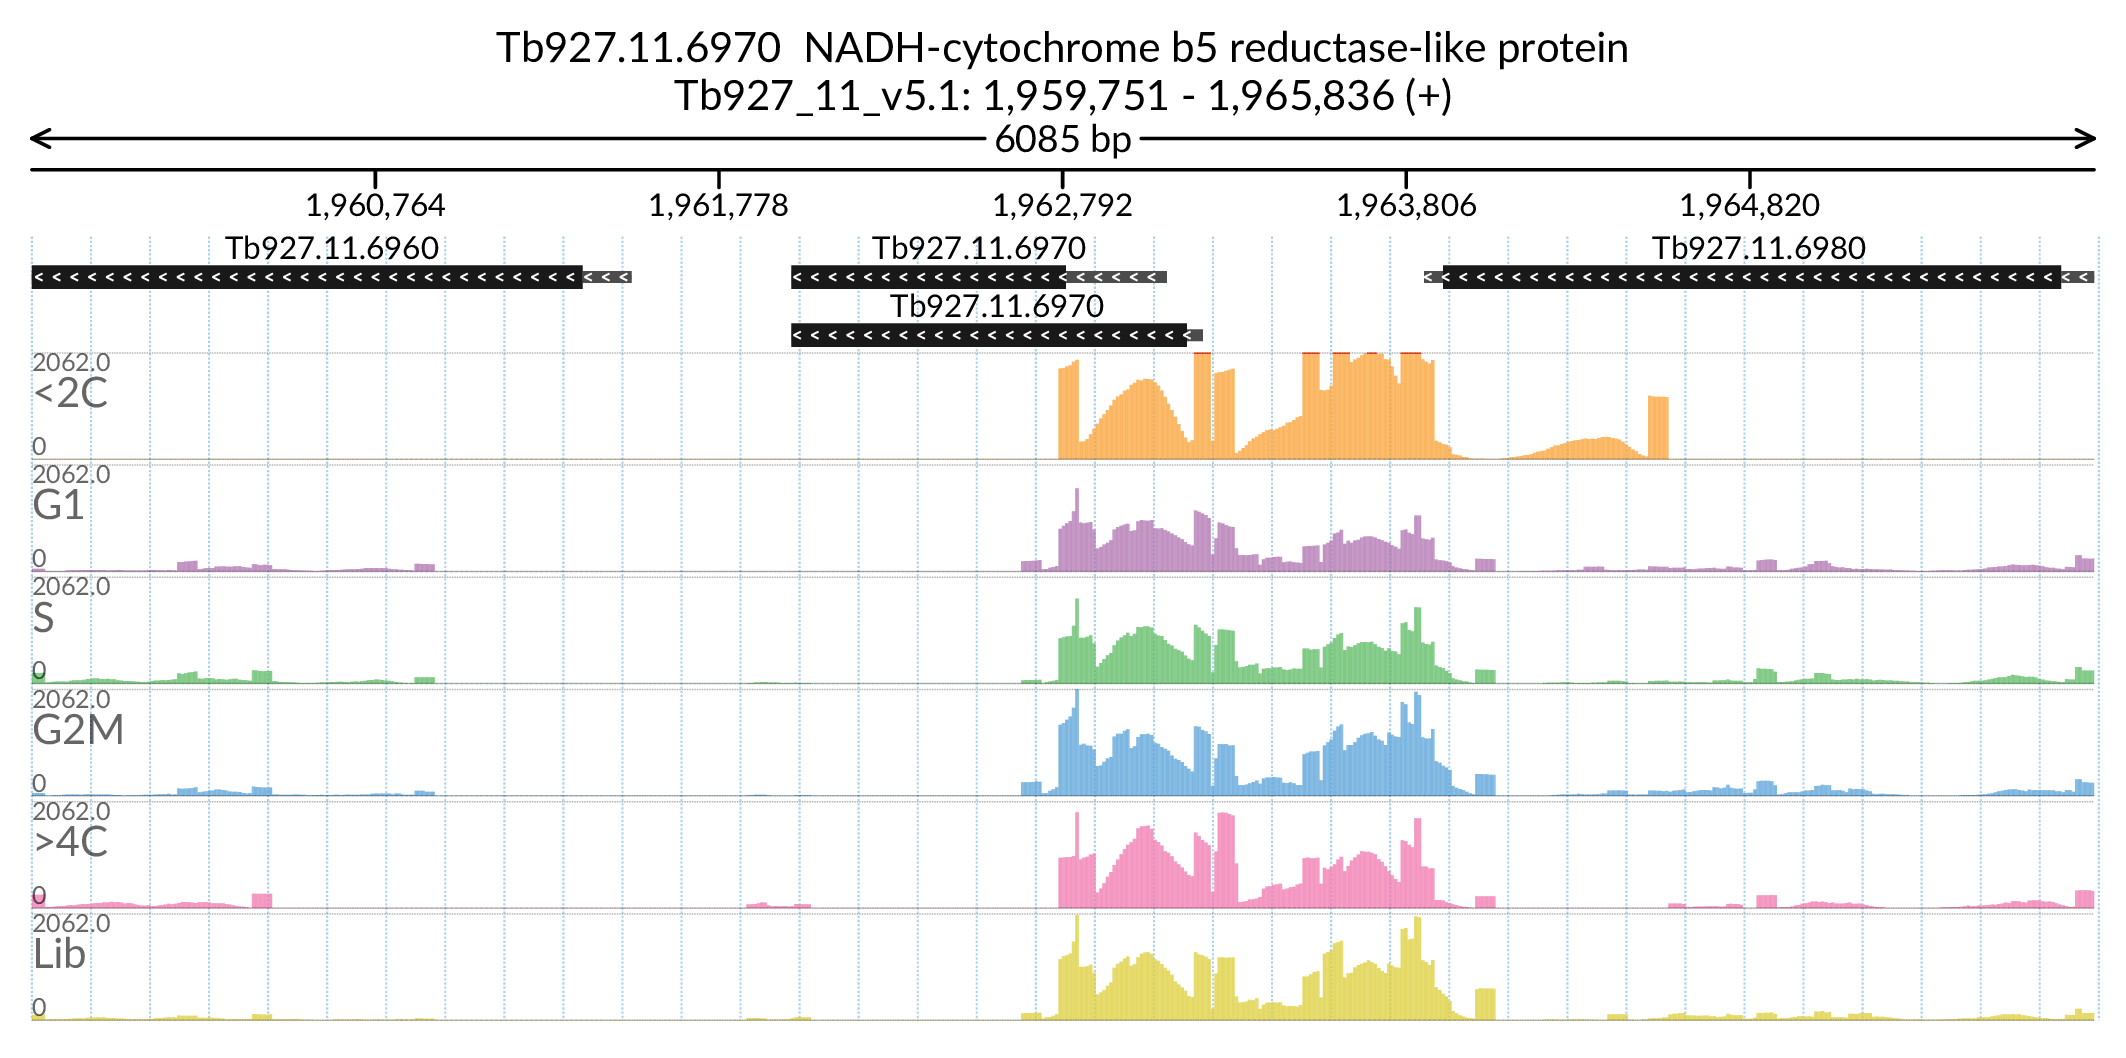 Tb927.11.6970  NADH-cytochrome b5 reductase-like protein
Tb927_11_v5.1: 1,959,751 - 1,965,836 (+)
6085 bp
1,960,764 1,961,778 1,962,792 1,963,806 1,964,820
Tb927.11.6960 Tb927.11.6970 Tb927.11.6980
Tb927.11.6970
2062.0
<2C
0
2062.0
G1
0
2062.0
S
0
2062.0
G2M
0
2062.0
>4C
0
2062.0
Lib
0